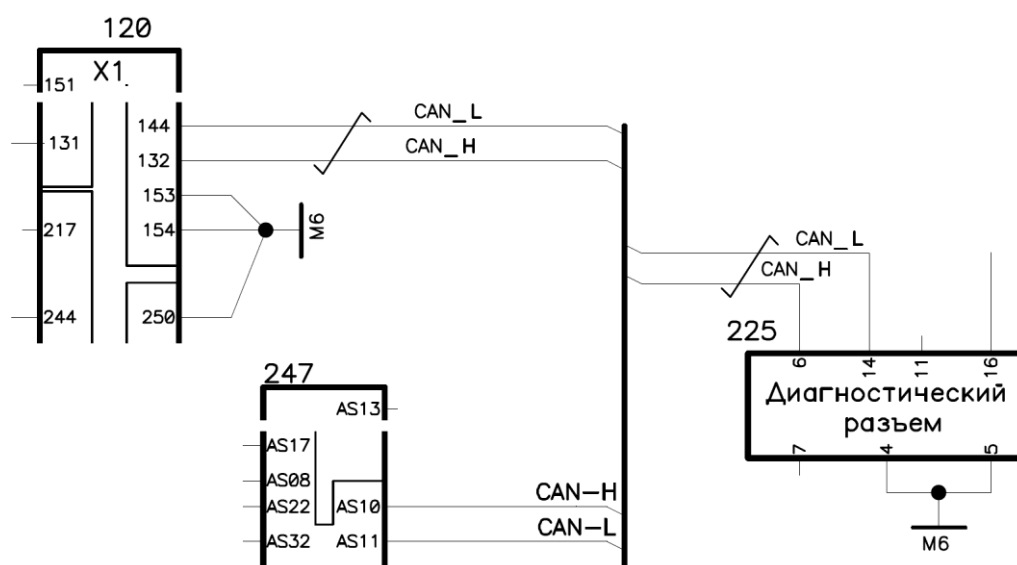 120
X1
151
144
CAN_L
131
132
CAN_H
153
217
154
M6
CAN_L
CAN_H
244
250
225
6
14
11
16
247
AS13
Диагностический
разъем
AS17
7
4
5
AS08
AS22
AS10
CAN-H
AS32
AS11
CAN-L
M6